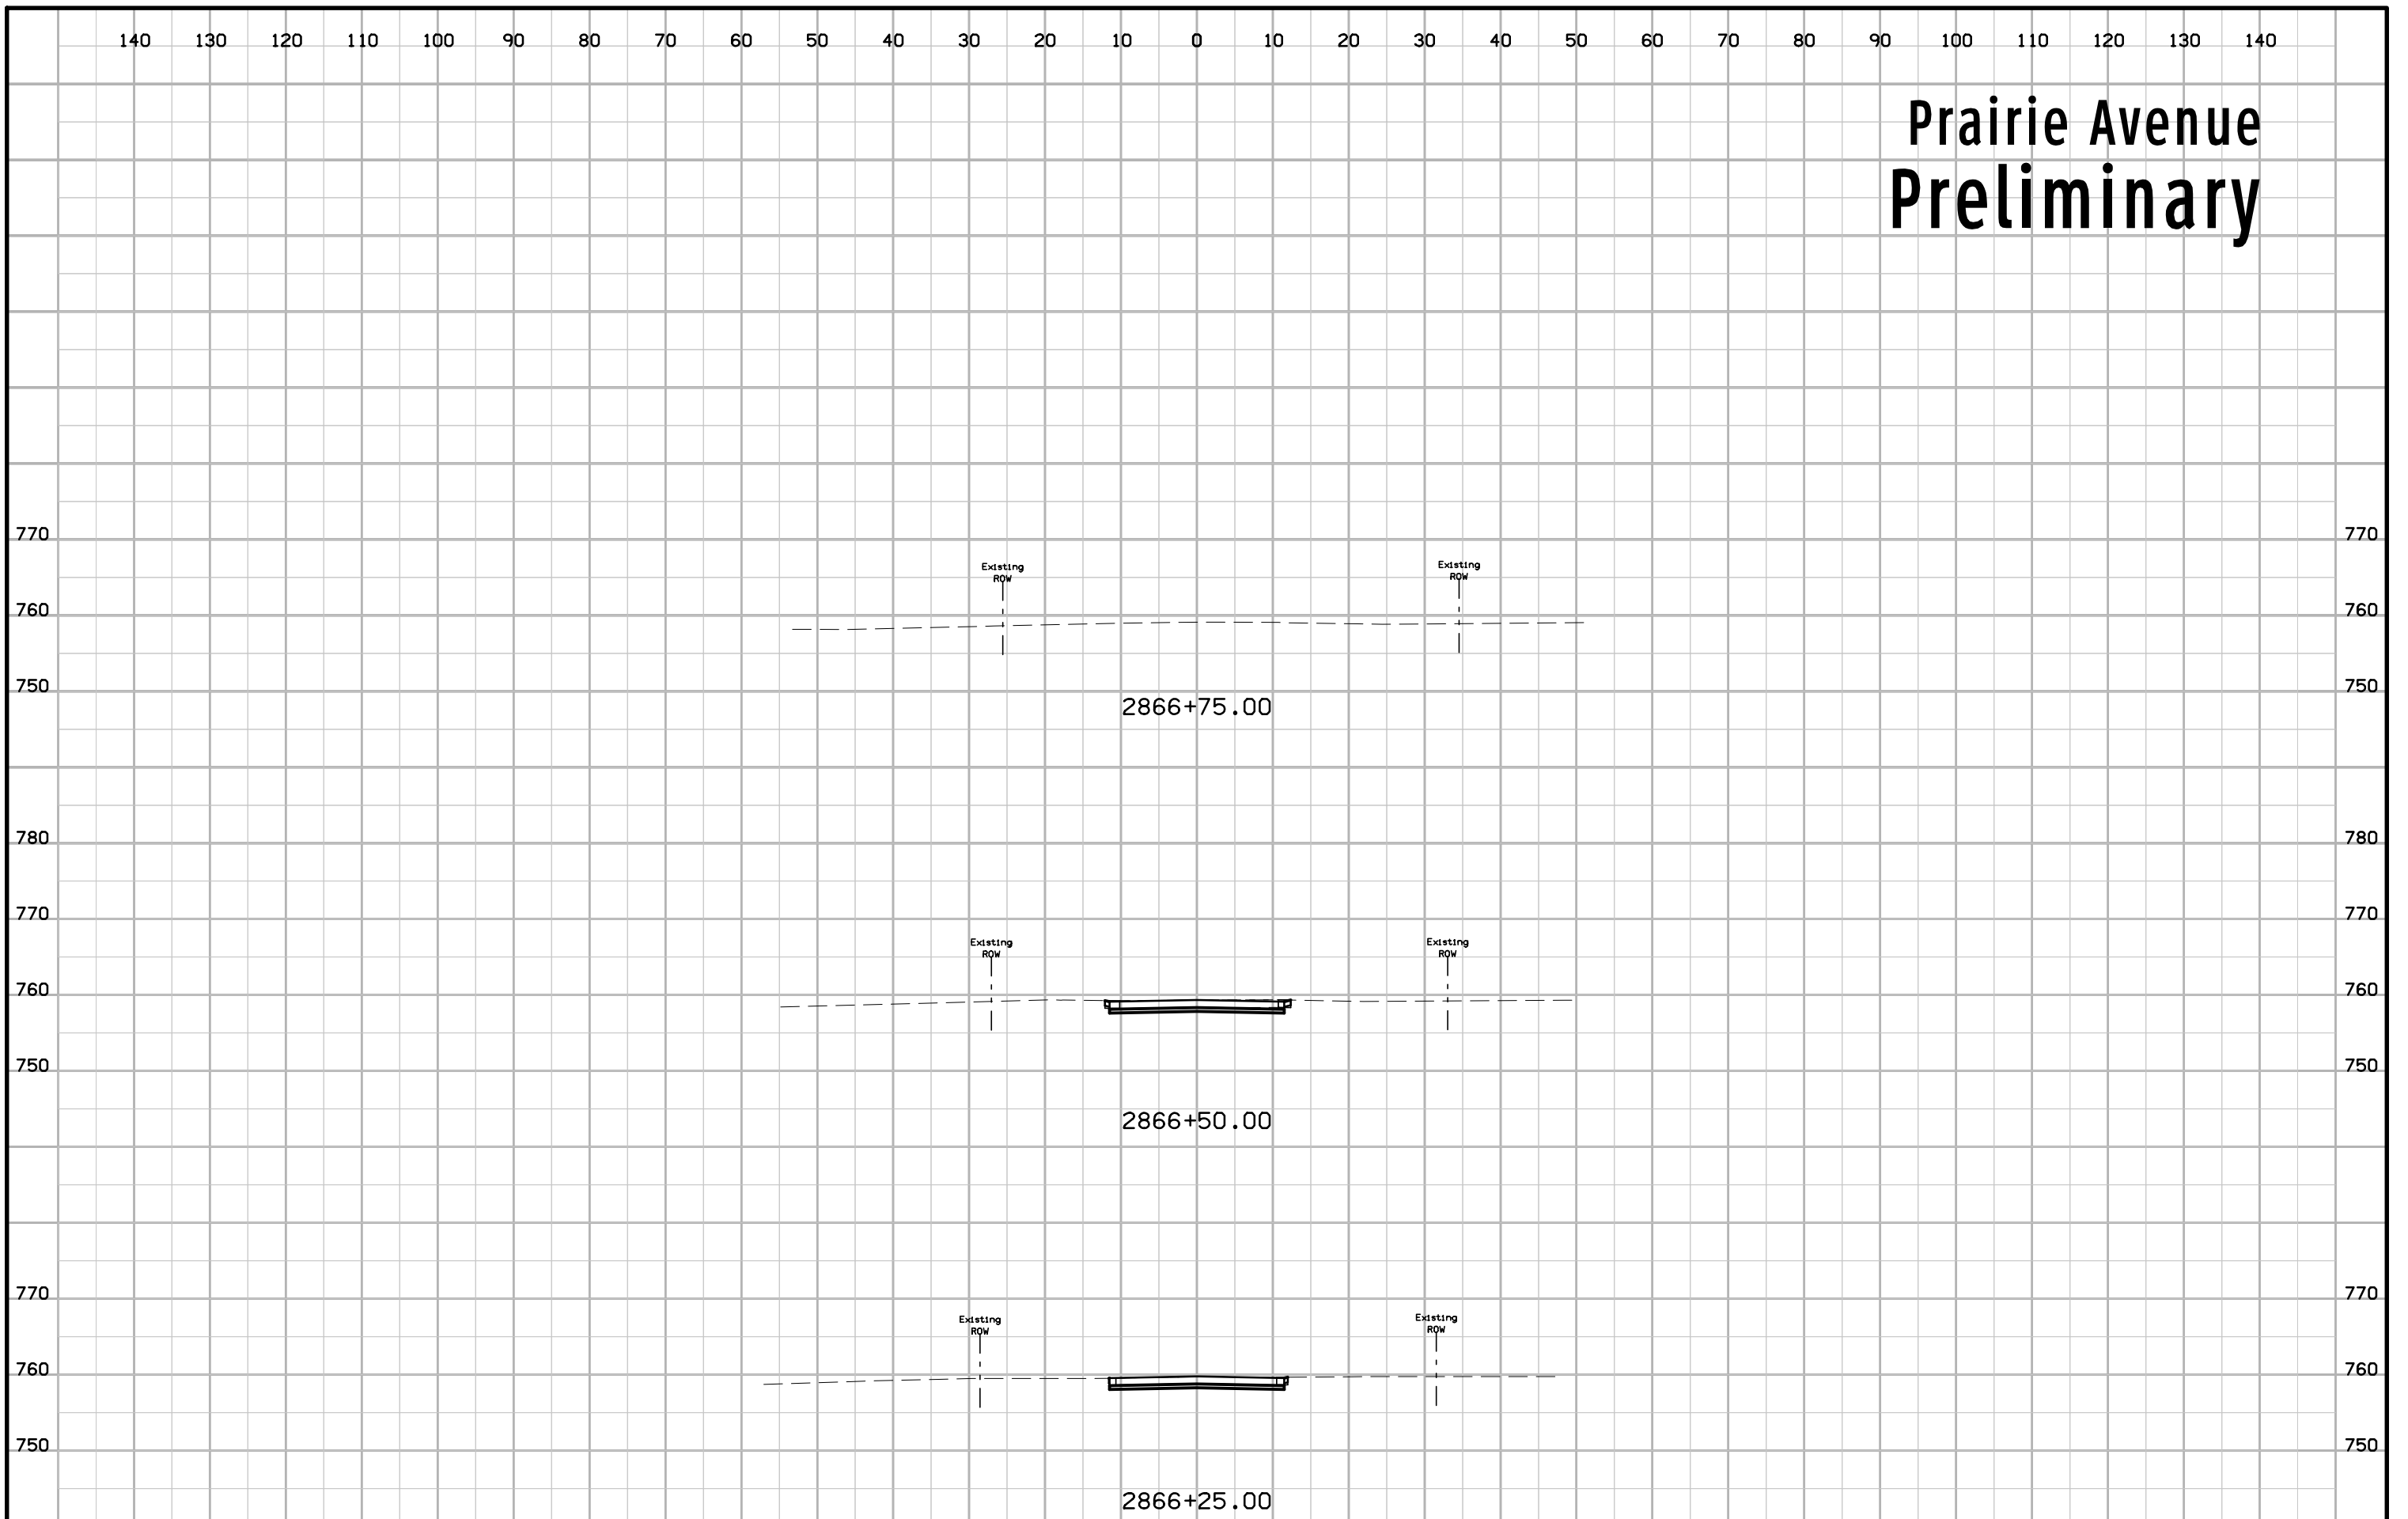 140 130 120 110 100 90 80 70 60 50 40 30 20 10 0 10 20 30 40 50 60 70 80 90 100 110 120 130 140
Prairie Avenue
Preliminary
770 770
Existing Existing
ROW ROW
760 760
750 750
2866+75.00
780 780
770 770
Existing Existing
ROW ROW
760 760
750 750
2866+50.00
770 770
Existing Existing
ROW ROW
760 760
750 750
2866+25.00